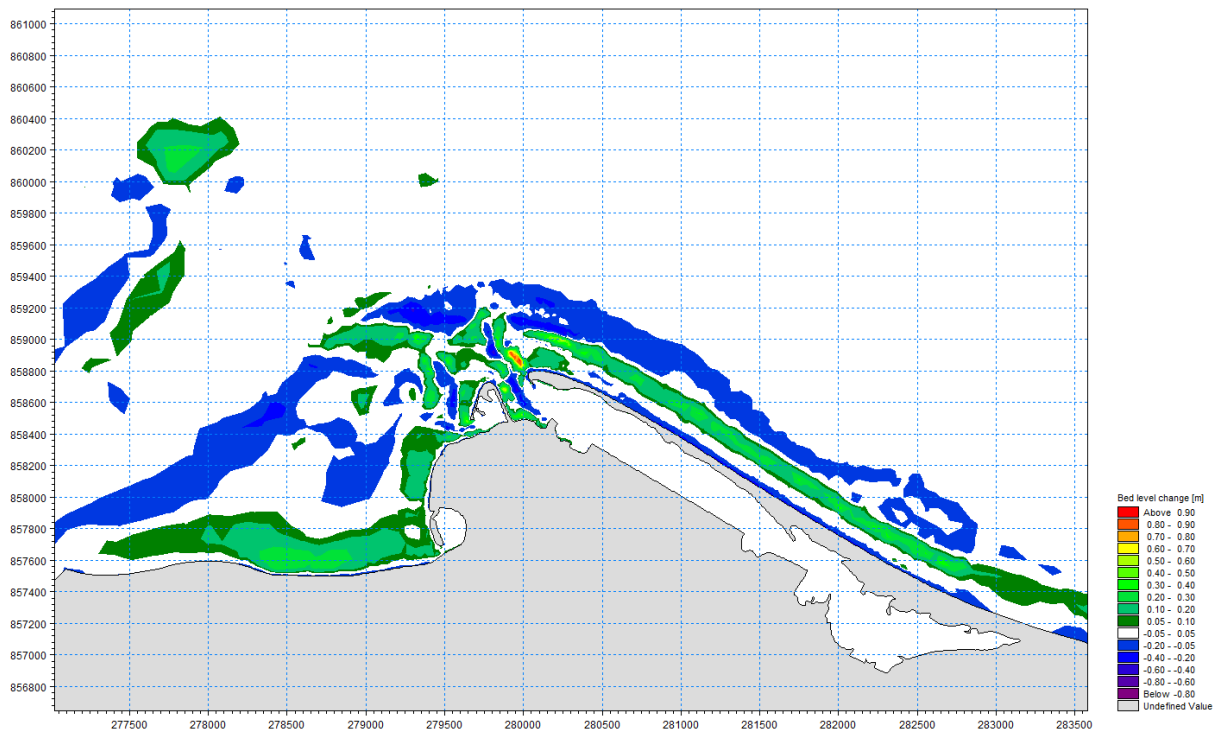 861000
860800
860600
860400
860200
860000
859800
859600
859400
859200
859000
858800
858600
858400
858200
858000
857800
857600
857400
857200
857000
856800
277500 278000 278500 279000 279500 280000 280500 281000 281500 282000 282500 283000 283500
Bed level change [m]
Above 0.90
0.80 - 0.90
0.70 - 0.80
0.60 - 0.70
0.50 - 0.60
0.40 - 0.50
0.30 - 0.40
0.20 - 0.30
0.10 - 0.20
0.05 - 0.10
-0.05 - 0.05
-0.20 - -0.05
-0.40 - -0.20
-0.60 - -0.40
-0.80 - -0.60
Below -0.80
Undefined Value